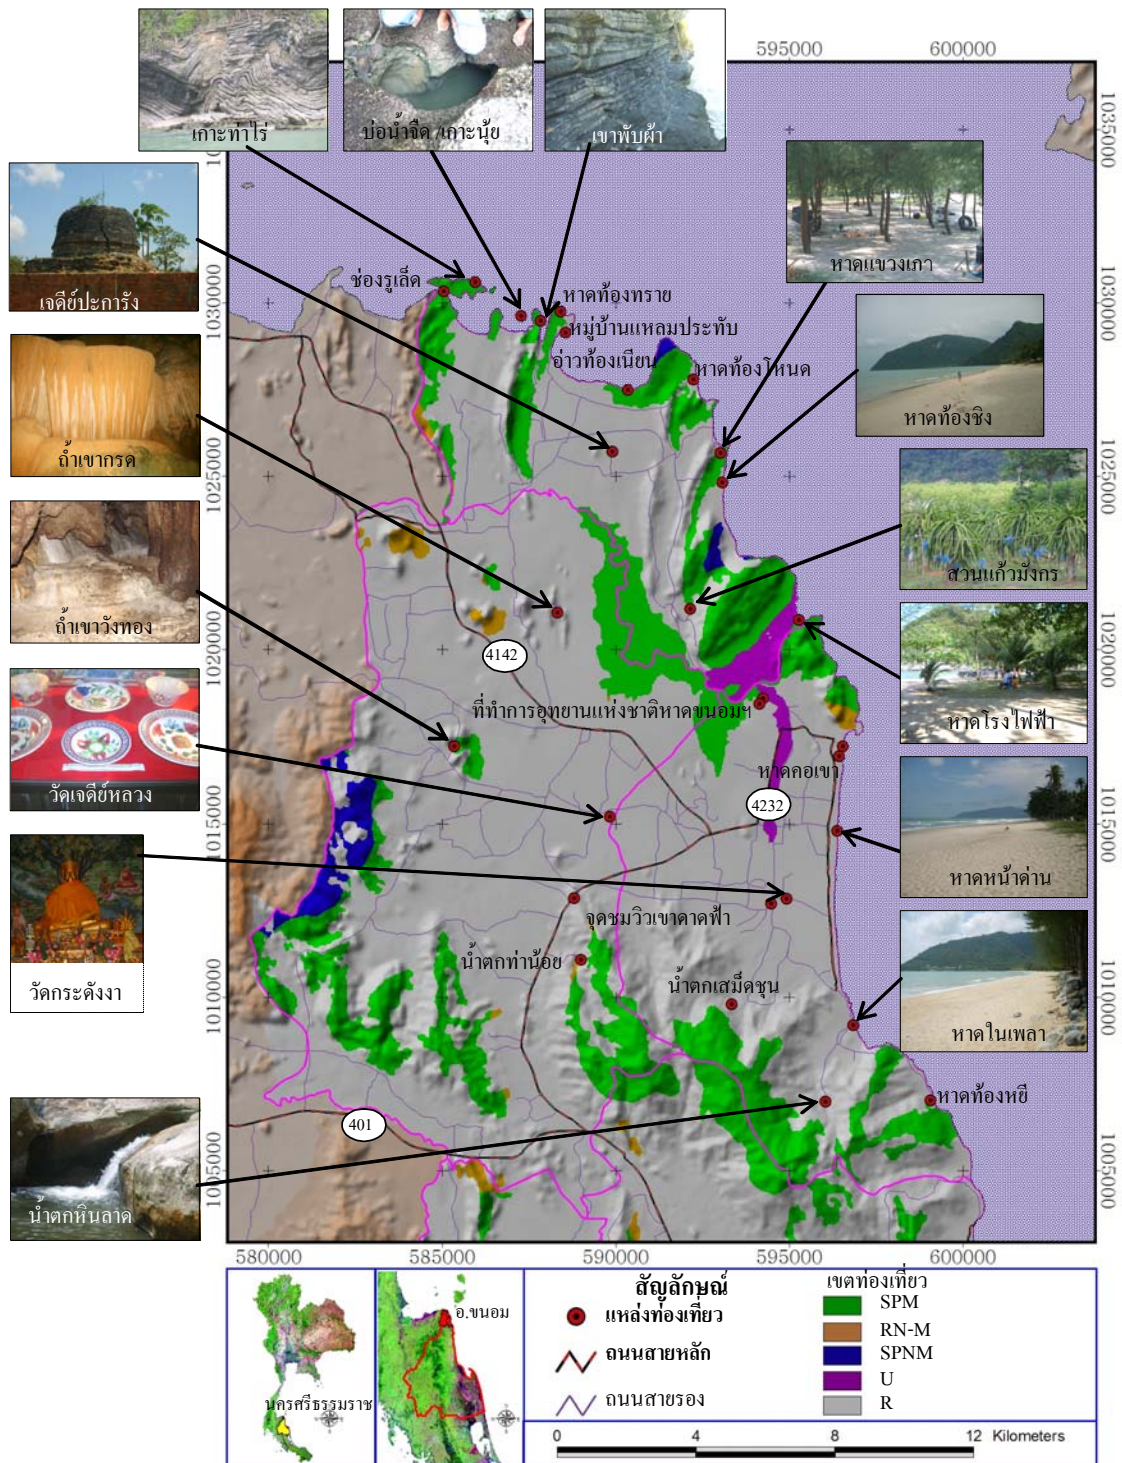 595000
600000
เกาะท่าไร่
บ่อน้ำจืด /เกาะนุ้ย
เขาพับผ้า
1035000
หาดแขวงเภา
เจดีย์ปะการัง
ช่องรูเล็ด
หาดท้องทราย
หมู่บ้านแหลมประทับ
อ่าวท้องเนียน
หาดท้องโหนด
1030000
1030000
หาดท้องชิง
ถ้ำเขากรด
1025000
1025000
สวนแก้วมังกร
ถ้ำเขาวังทอง
4142
1020000
1020000
หาดโรงไฟฟ้า
ที่ทำการอุทยานแห่งชาติหาดขนอมฯ
วัดเจดีย์หลวง
หาดคอเขา
4232
1015000
1015000
หาดหน้าด่าน
จุดชมวิวเขาดาดฟ้า
น้ำตกท่าน้อย
น้ำตกเสม็ดชุน
วัดกระดังงา
1010000
1010000
หาดในเพลา
หาดท้องหยี
401
1005000
1005000
น้ำตกหินลาด
580000
585000
590000
595000
600000
สัญลักษณ์
แหล่งท่องเที่ยว
ถนนสายหลัก
ถนนสายรอง
เขตท่องเที่ยว
SPM
RN-M
SPNM
U
R
อ.ขนอม
นครศรีธรรมราช
0 4 8 12 Kilometers